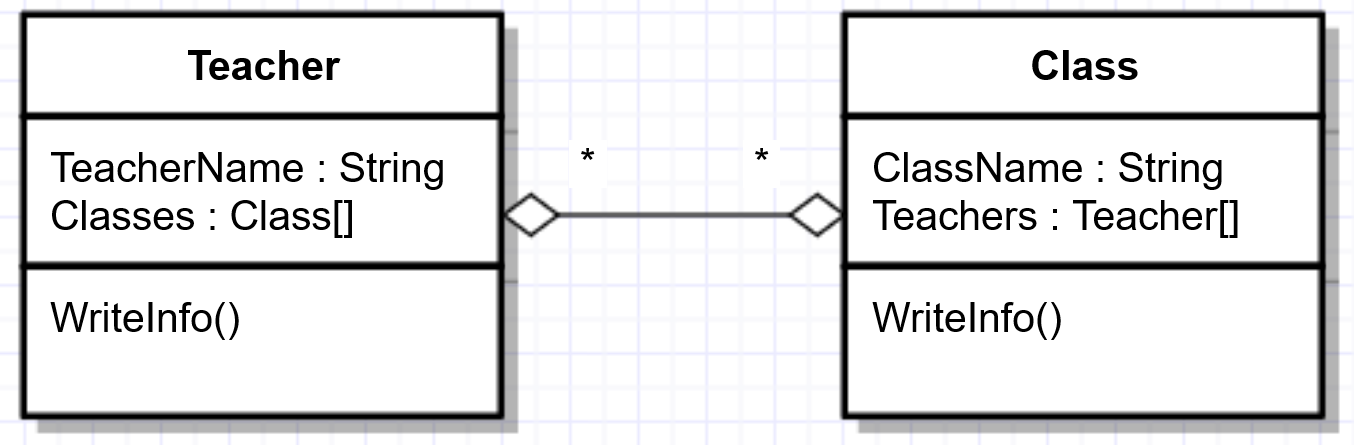 Teacher
TeacherName : String
Classes : Class[]
WriteInfo()
*
*
Class
ClassName : String
Teachers : Teacher[]
WriteInfo()